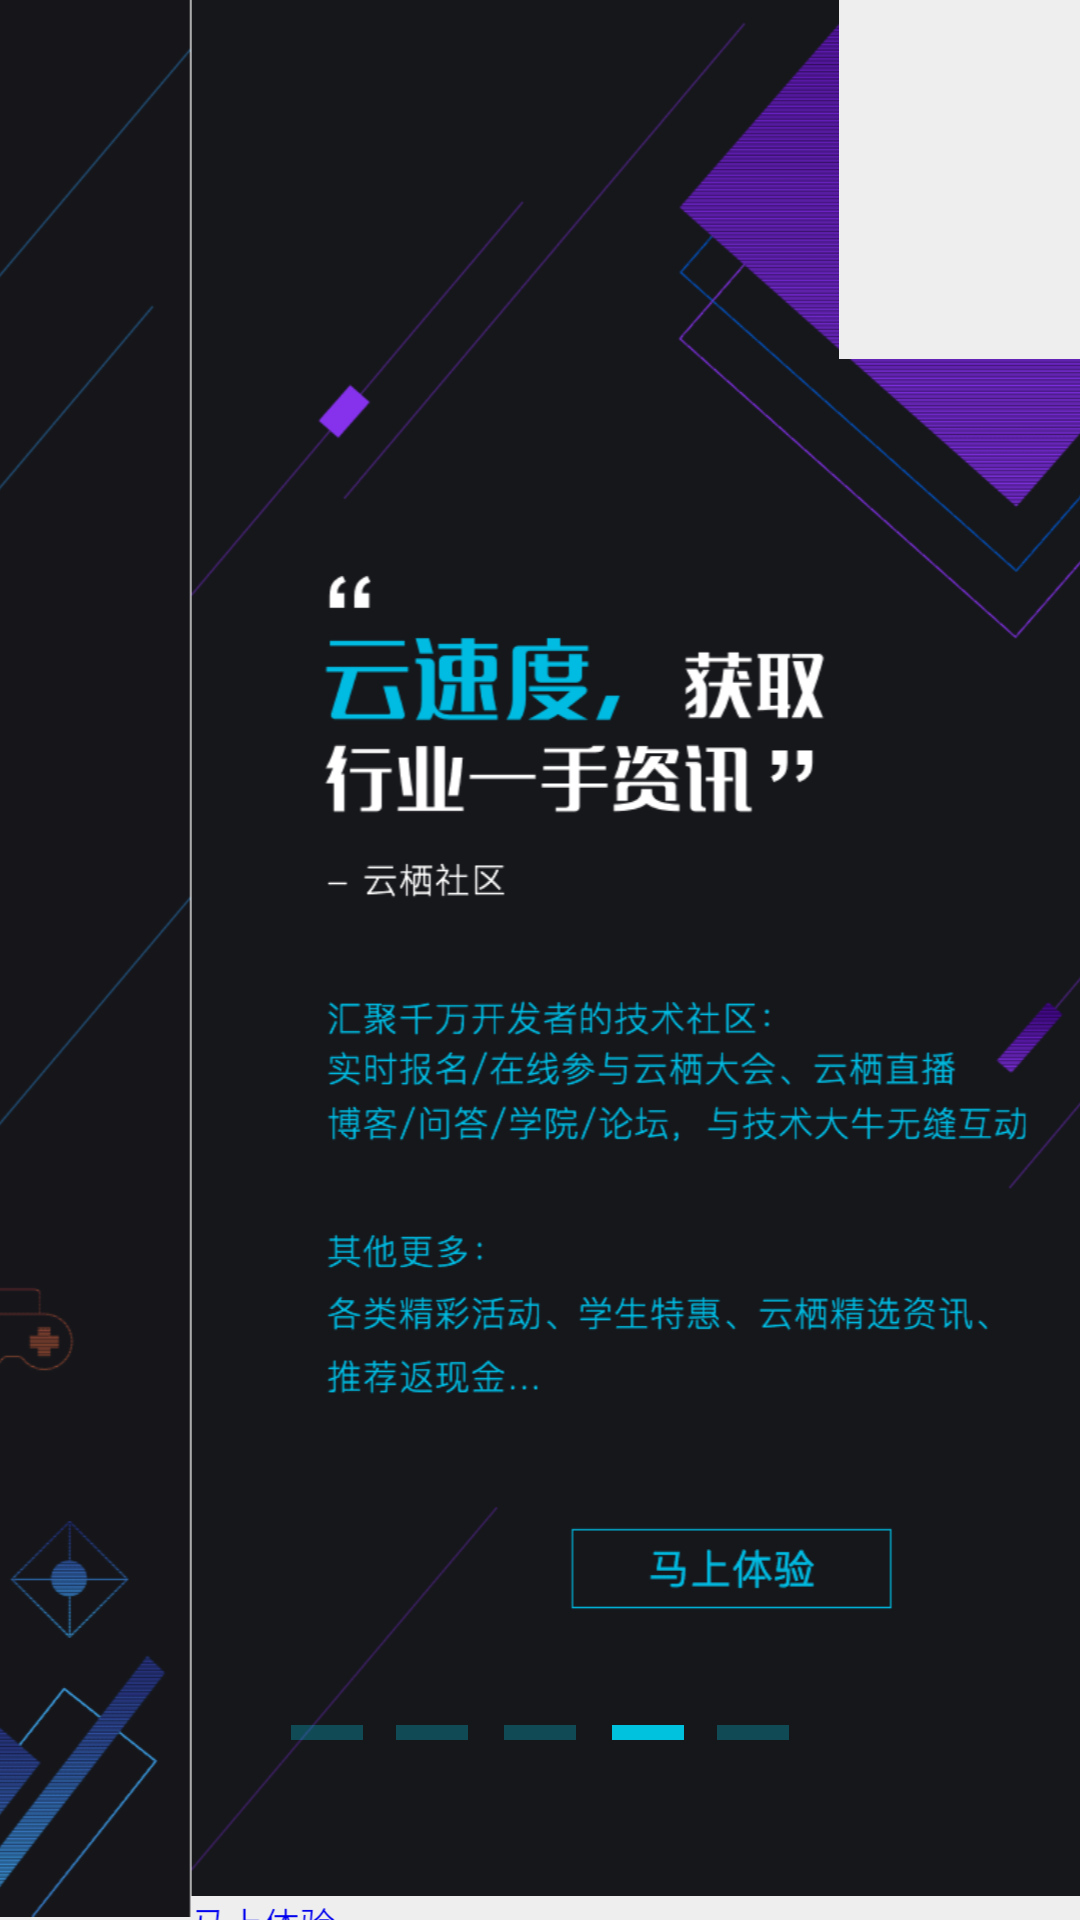 “
云速度，获取
行业一手资讯”
– 云栖社区
汇聚千万开发者的技术社区：
实时报名/在线参与云栖大会、云栖直播
博客/问答/学院/论坛，与技术大牛无缝互动
其他更多：
各类精彩活动、学生特惠、云栖精选资讯、
推荐返现金...
马上体验
马上体验